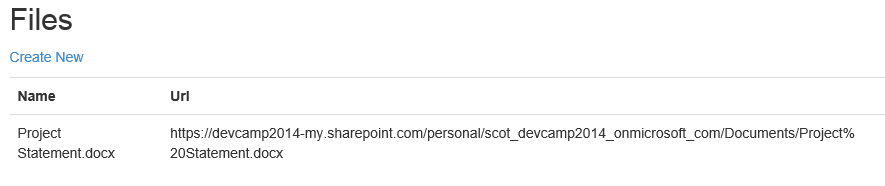 Files
Create New
Name Url
Project https://devcamp2014-my.sharepoint.com/personal/scot_devcamp2014_onmicrosoft_com/Documents/Project%
Statement.docx 20Statement.docx